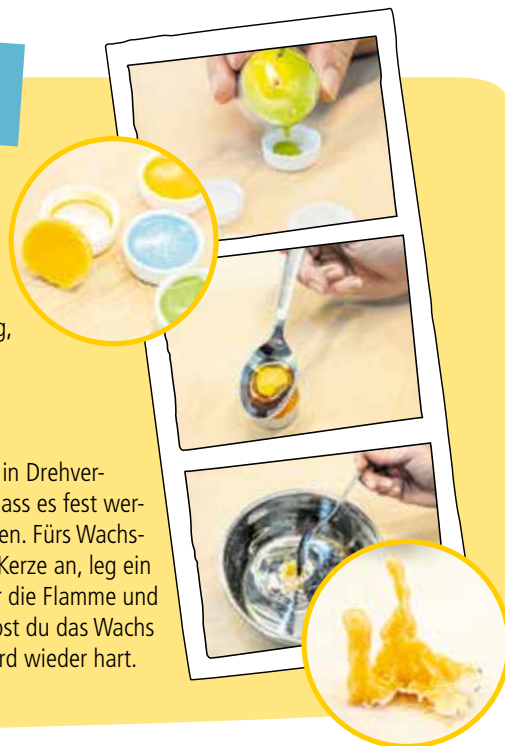 g,
in Drehver-
ass es fest wer-
en. Fürs Wachs-
Kerze an, leg ein
r die Flamme und
ost du das Wachs
rd wieder hart.